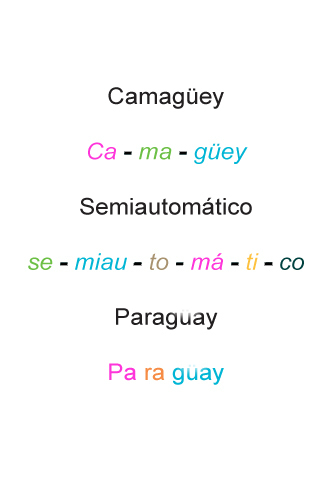 Camagüey
Ca - ma - güey
Semiautomático
se - miau - to - má - ti - co
Paraguay
Pa ra guay